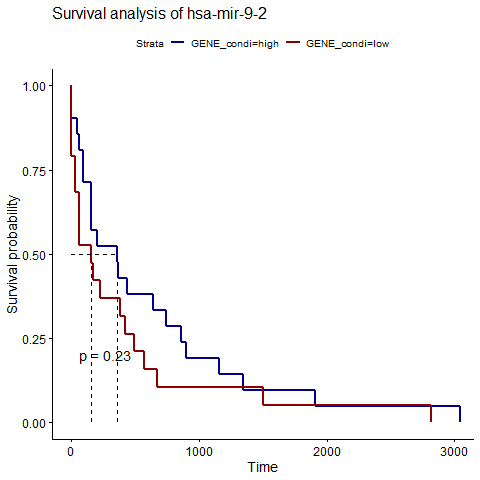 Survival analysis of hsa-mir-9-2
Strata GENE_condi=high GENE_condi=low
1.00
0.75
0.50
0.25
0.00
Survival probability
p = 0.23
0 1000 2000 3000
Time